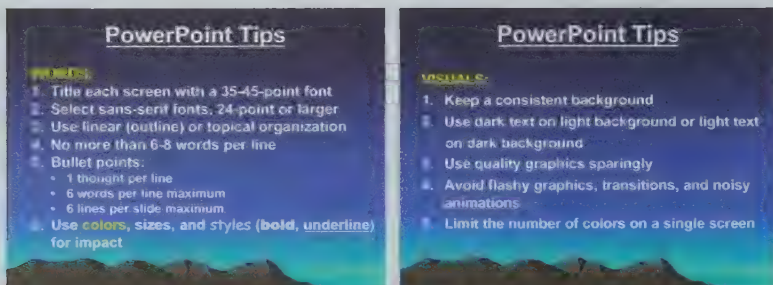 PowerPoint Tips
WORDS:
1. Title each screen with a 35-45-point font
2. Select sans-serif fonts, 24-point or larger
3. Use linear (outline) or topical organization
4. No more than 6-8 words per line
5. Bullet points:
• 1 thought per line
• 6 words per line maximum
• 6 lines per slide maximum
6. Use colors, sizes, and styles (bold, underline)
for impact
PowerPoint Tips
VISUALS:
1. Keep a consistent background
2. Use dark text on light background or light text
on dark background
3. Use quality graphics sparingly
4. Avoid flashy graphics, transitions, and noisy
animations
5. Limit the number of colors on a single screen